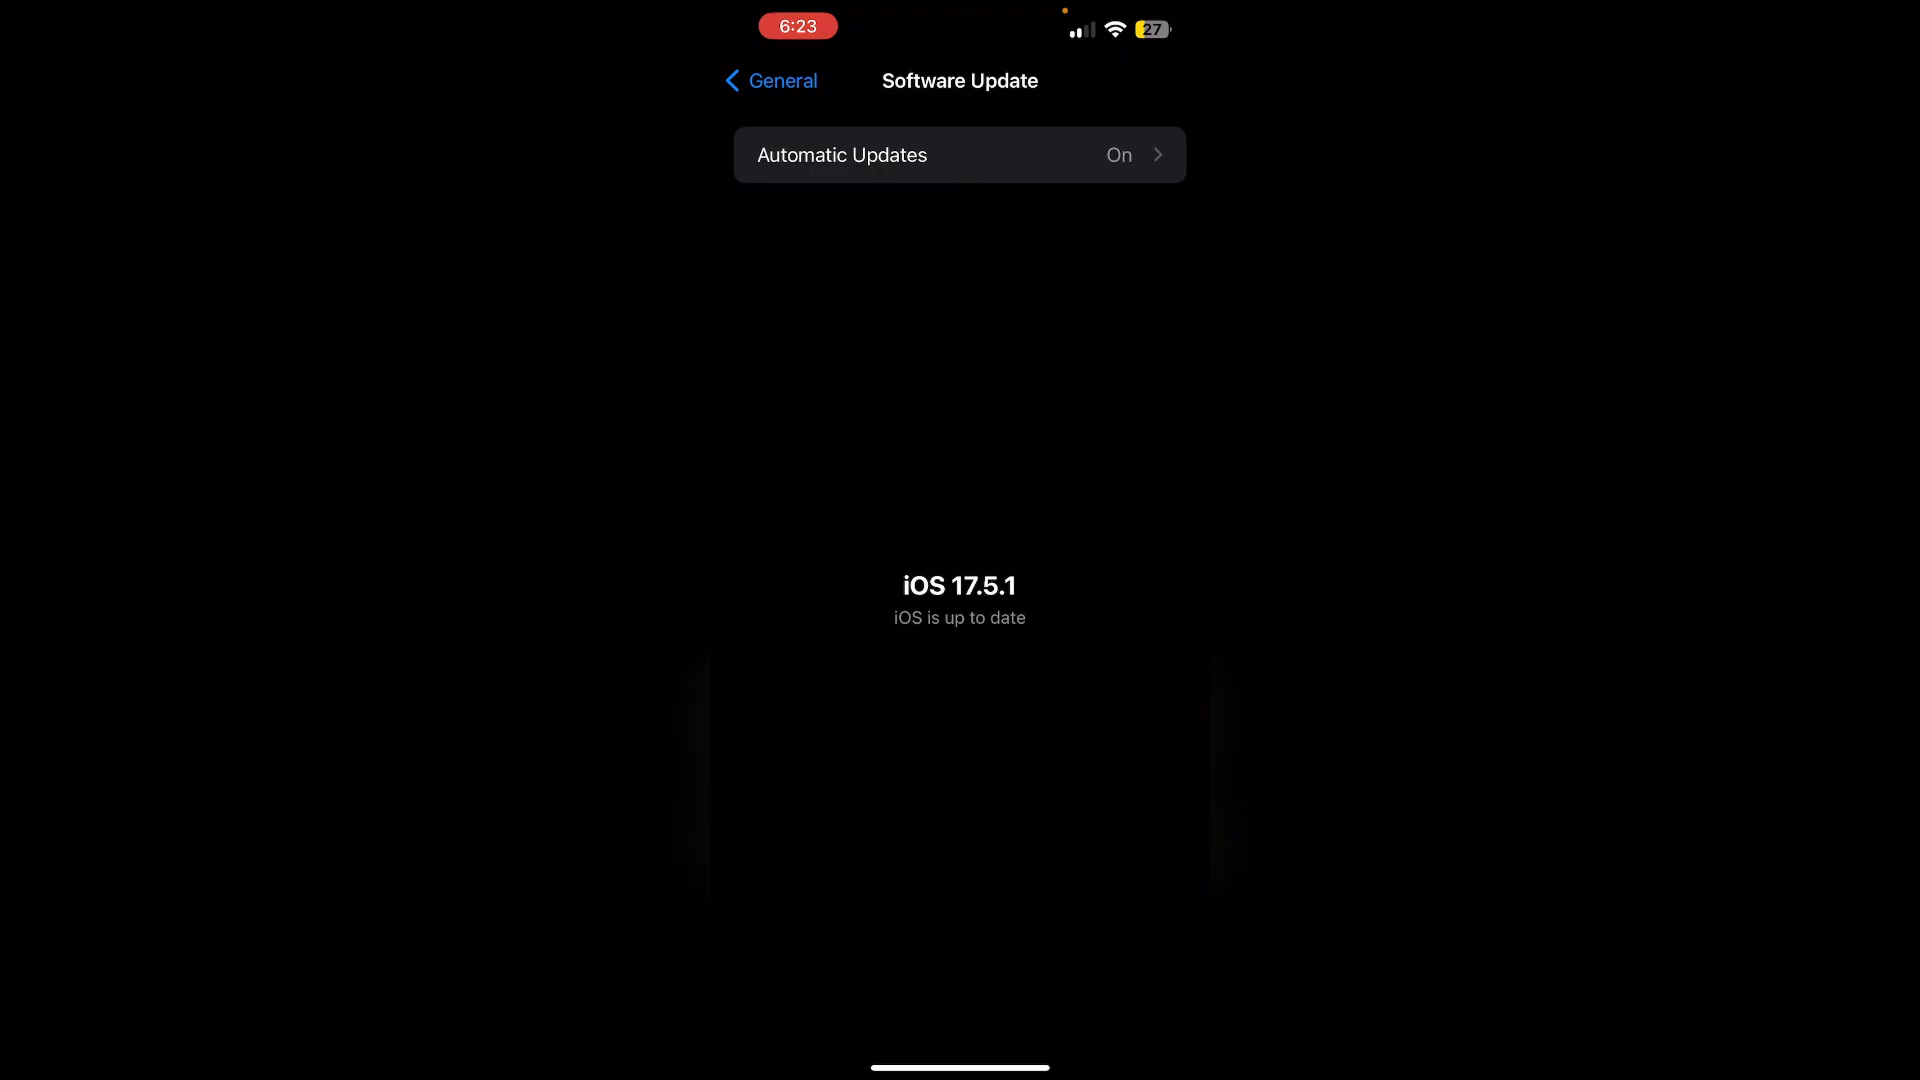 6:23
27
General
Software Update
Automatic Updates On
iOS 17.5.1
iOS is up to date